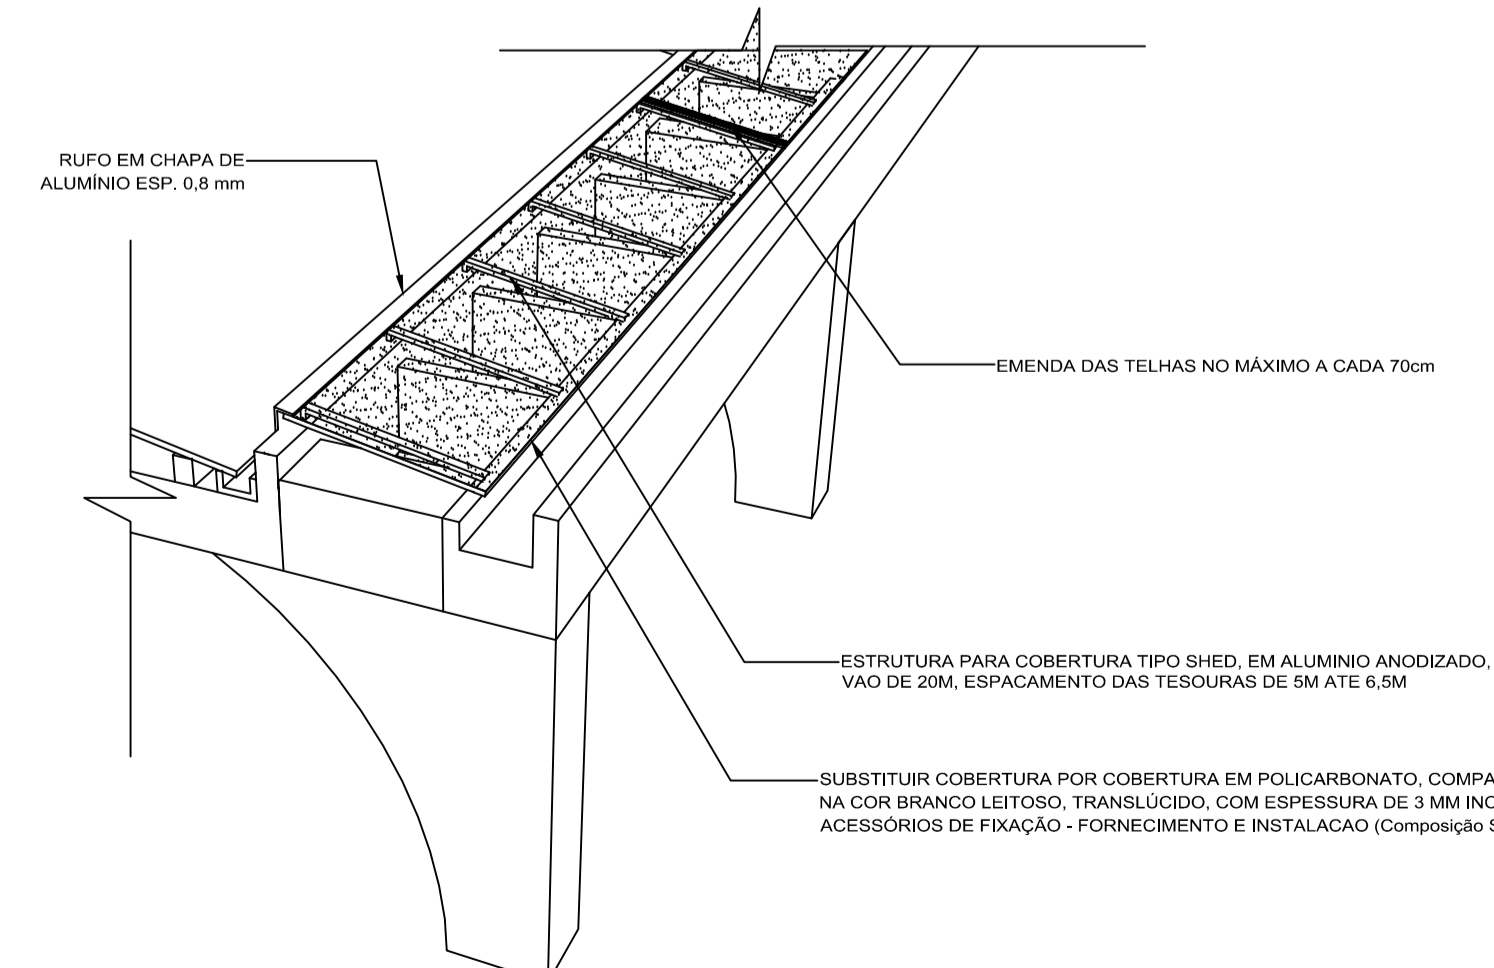 RUFO EM CHAPA DE
ALUMÍNIO ESP. 0,8 mm
EMENDA DAS TELHAS NO MÁXIMO A CADA 70cm
ESTRUTURA PARA COBERTURA TIPO SHED, EM ALUMINIO ANODIZADO,
VAO DE 20M, ESPACAMENTO DAS TESOURAS DE 5M ATE 6,5M
SUBSTITUIR COBERTURA POR COBERTURA EM POLICARBONATO,
NA COR BRANCO LEITOSO, TRANSLÚCIDO, COM ESPESSURA DE 3 MM
ACESSÓRIOS DE FIXAÇÃO - FORNECIMENTO E INSTALACAO (Composição